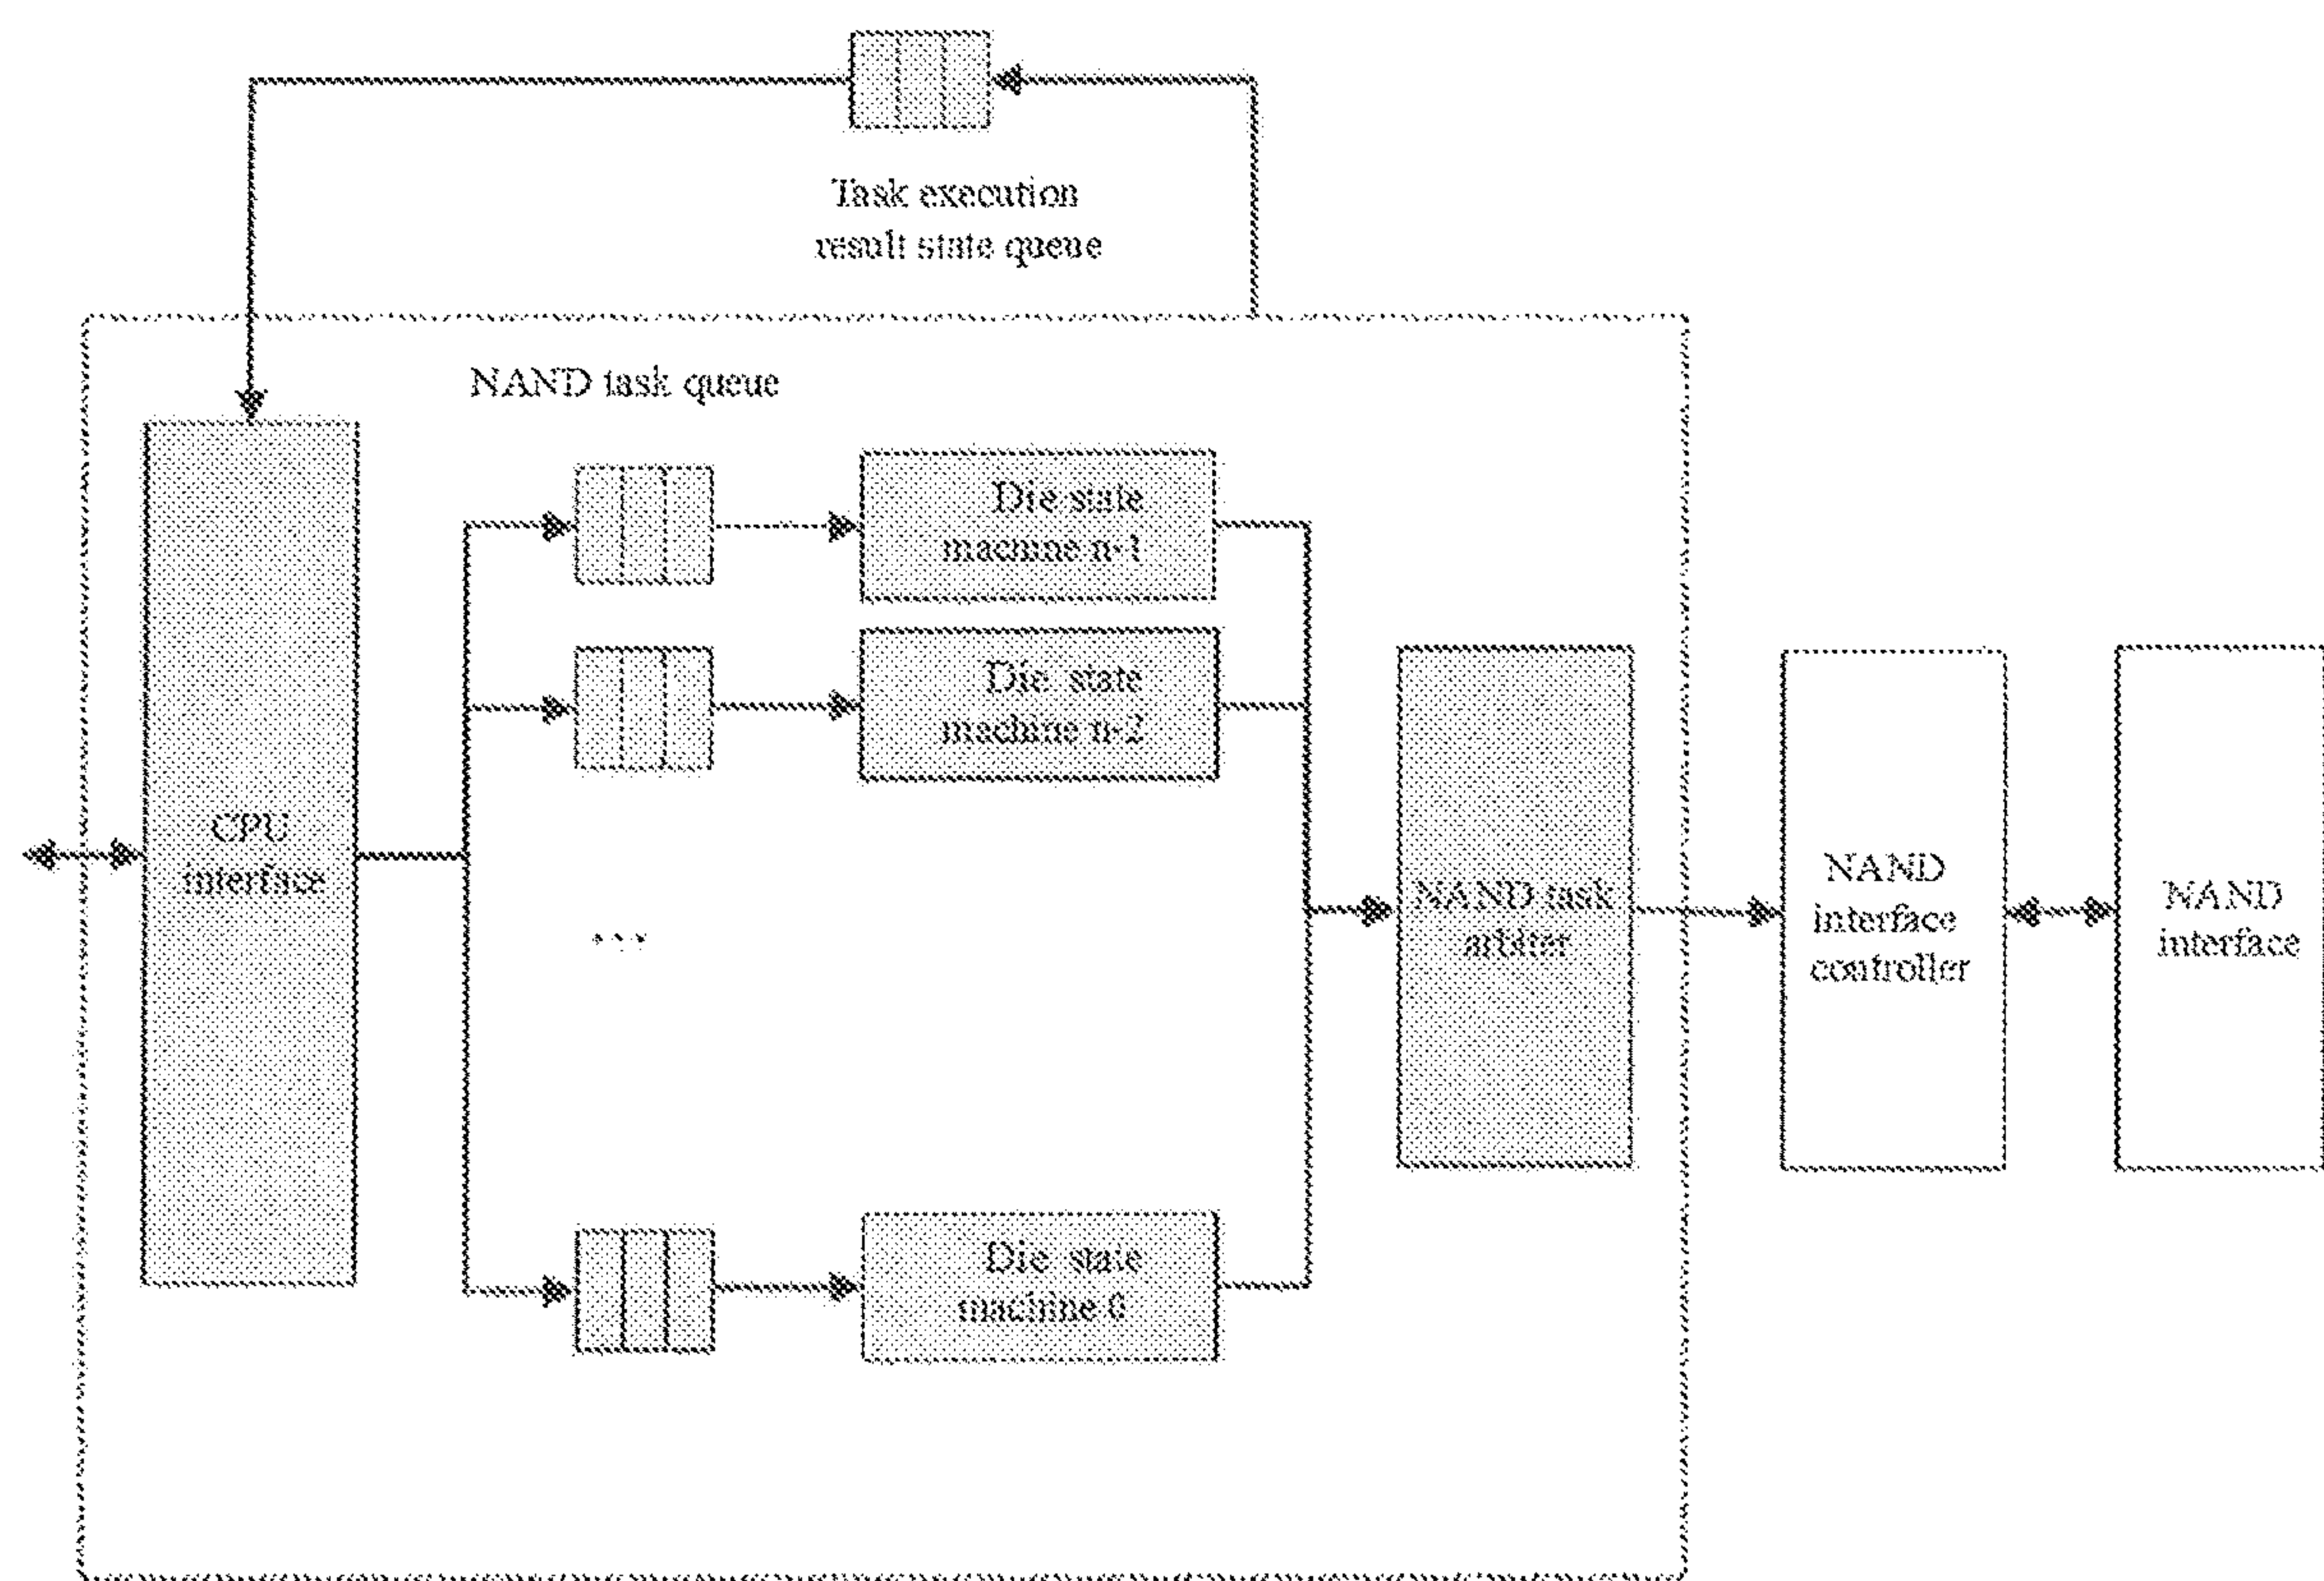 Task execution
result state queue
NAND task queue
Die state
machine n-1
Die state
machine n-2
CPU
interface
...
NAND task
arbiter
NAND
interface
controller
NAND
interface
Die state
machine 0